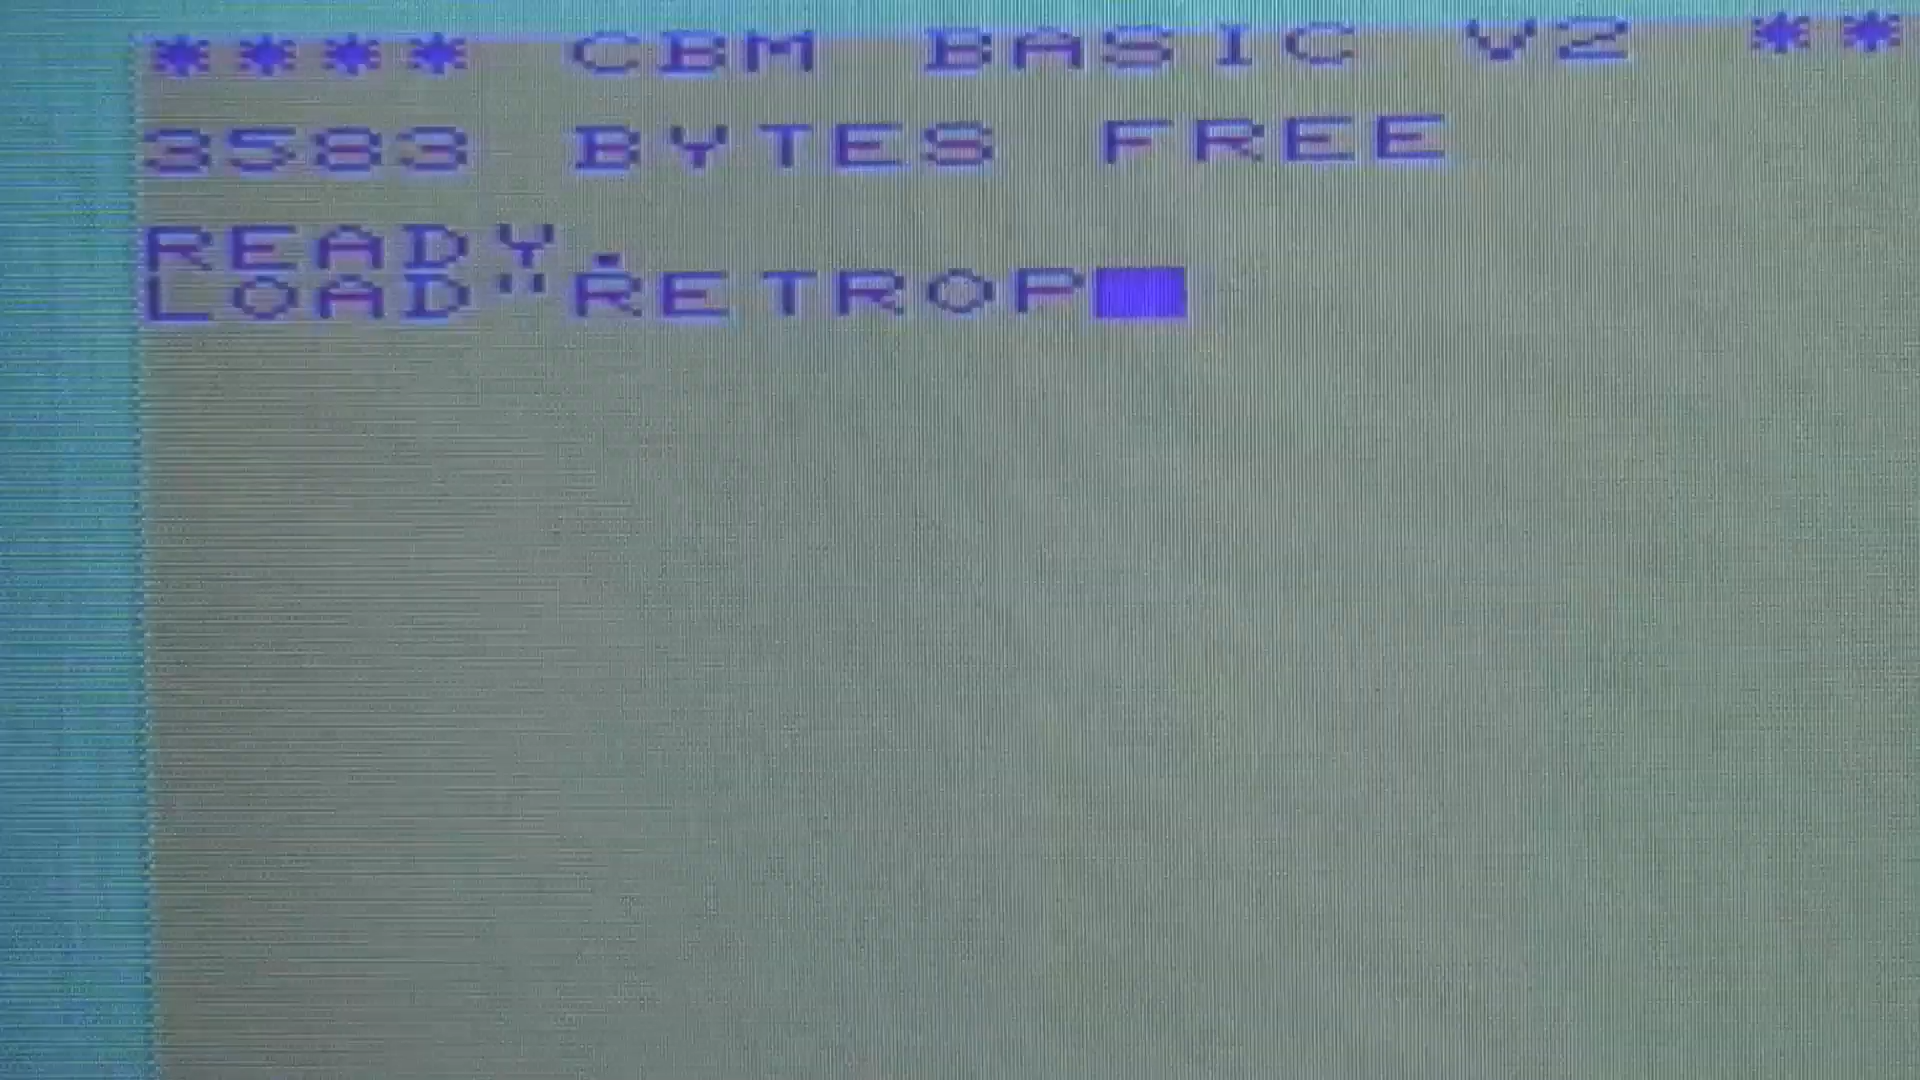 **** CBM BASIC V2 **
3583 BYTES FREE
READY.
LOAD"RETROP